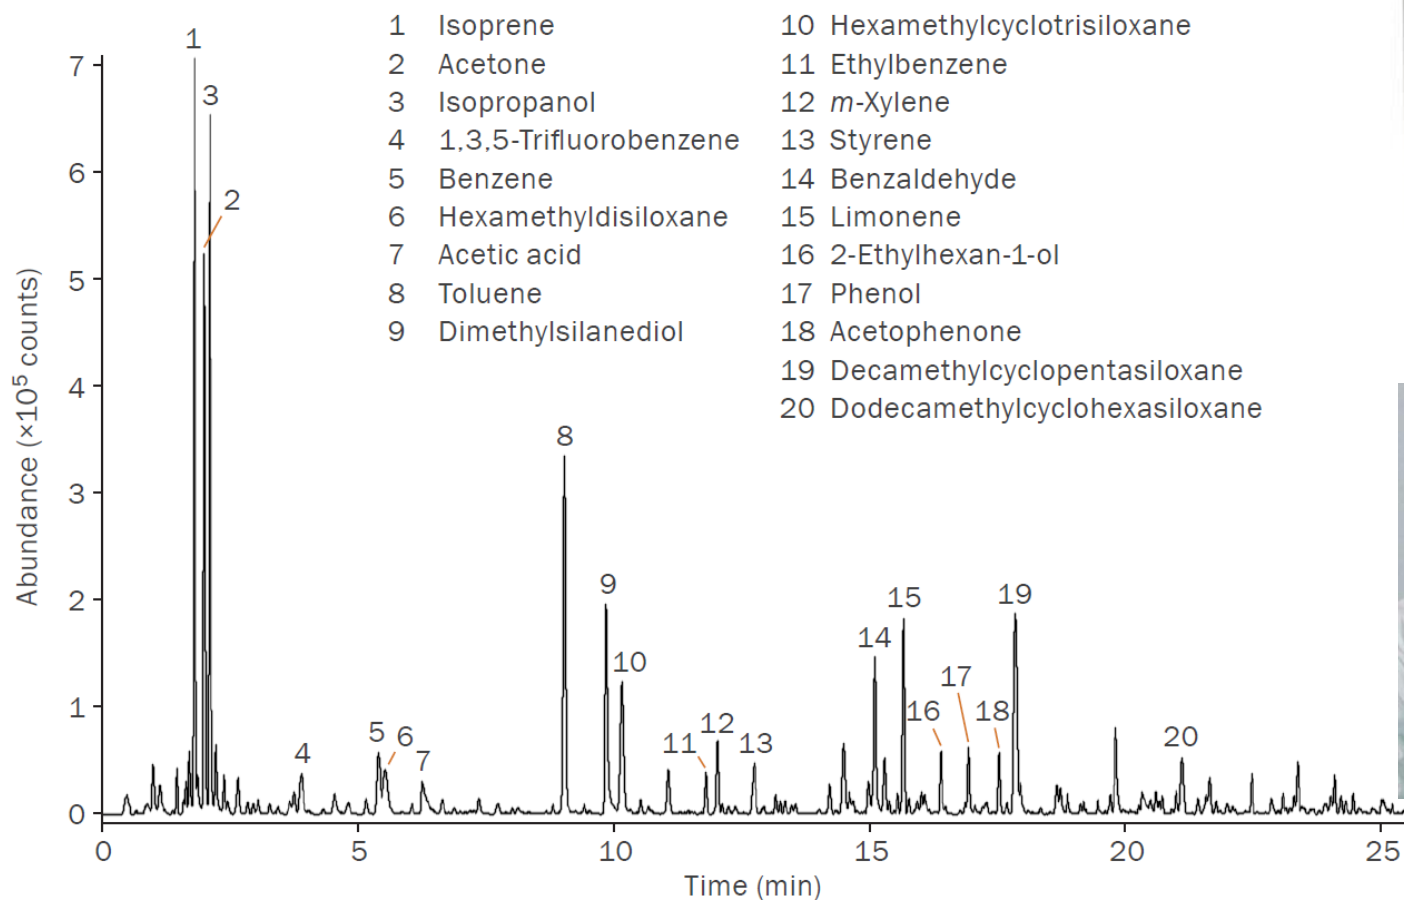 1 Isoprene
2 Acetone
3 Isopropanol
4 1,3,5-Trifluorobenzene
5 Benzene
6 Hexamethyldisiloxane
7 Acetic acid
8 Toluene
9 Dimethylsilanediol
10 Hexamethylcyclotrisiloxane
11 Ethylbenzene
12 m-Xylene
13 Styrene
14 Benzaldehyde
15 Limonene
16 2-Ethylhexan-1-ol
17 Phenol
18 Acetophenone
19 Decamethylcyclopentasiloxane
20 Dodecamethylcyclohexasiloxane
Abundance (×10⁵ counts)
7
6
5
4
3
2
1
0
1
3
2
4
5
6
7
8
9
10
11
12
13
14
15
16
17
18
19
20
0 5 10 15 20 25
Time (min)